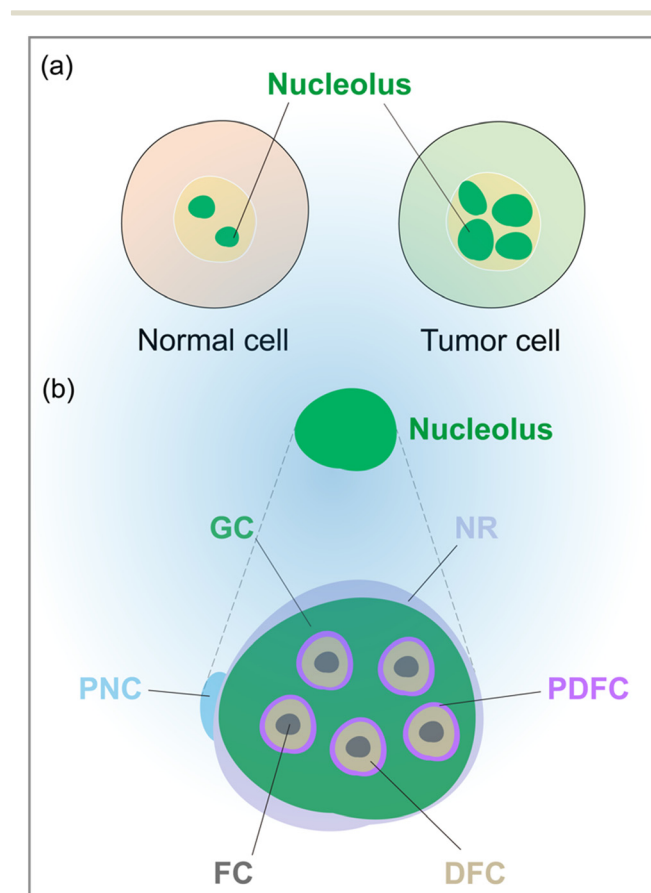 (a)
Nucleolus
Normal cell
Tumor cell
(b)
Nucleolus
GC
NR
PNC
PDFC
FC
DFC